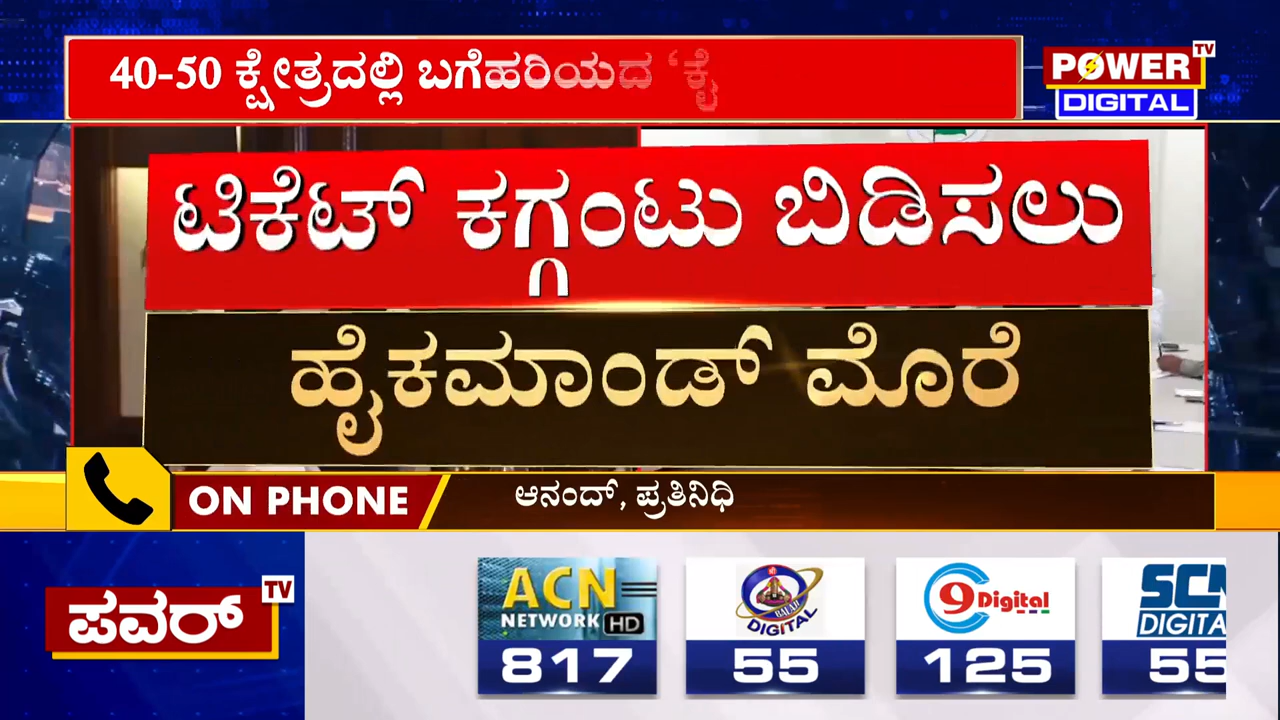 40-50 ಕ್ಷೇತ್ರದಲ್ಲಿ ಬಗೆಹರಿಯದ ‘ಕೈ
POWER TV
DIGITAL
ಟಿಕೆಟ್ ಕಗ್ಗಂಟು ಬಿಡಿಸಲು
ಹೈಕಮಾಂಡ್ ಮೊರೆ
ON PHONE
ಆನಂದ್, ಪ್ರತಿನಿಧಿ
ಪವರ್ TV
ACN
NETWORK HD
817
DIGITAL
55
9 Digital
125
SCN
DIGITA
55